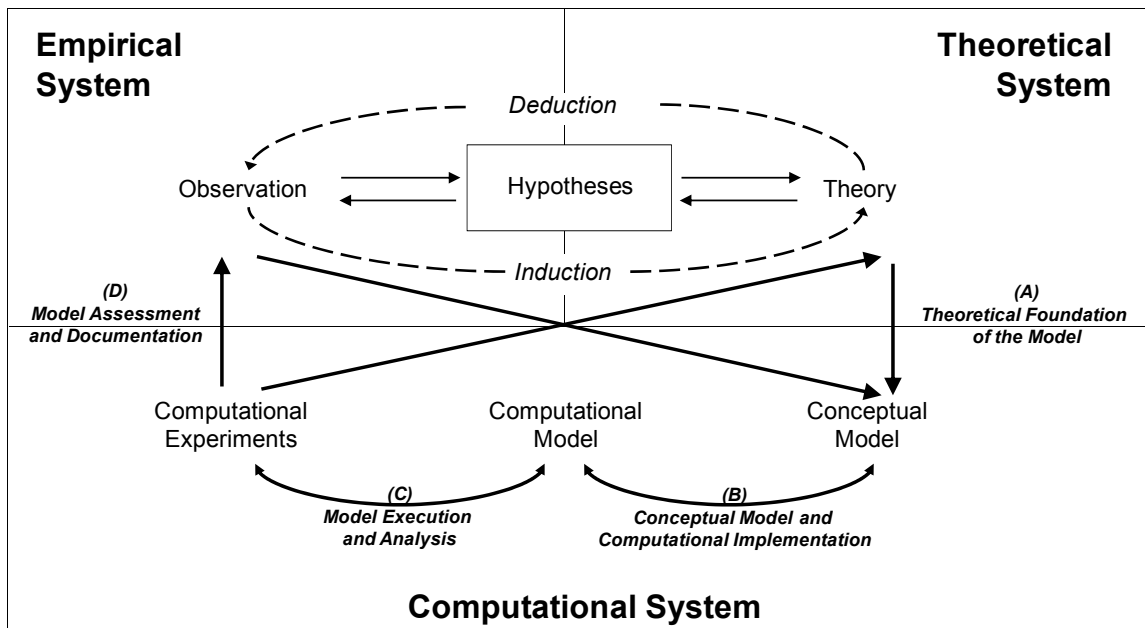 Empirical
System
Theoretical
System
Deduction
Observation
Hypotheses
Theory
Induction
(D)
Model Assessment
and Documentation
(A)
Theoretical Foundation
of the Model
Computational
Experiments
Computational
Model
Conceptual
Model
(C)
Model Execution
and Analysis
(B)
Conceptual Model and
Computational Implementation
Computational System